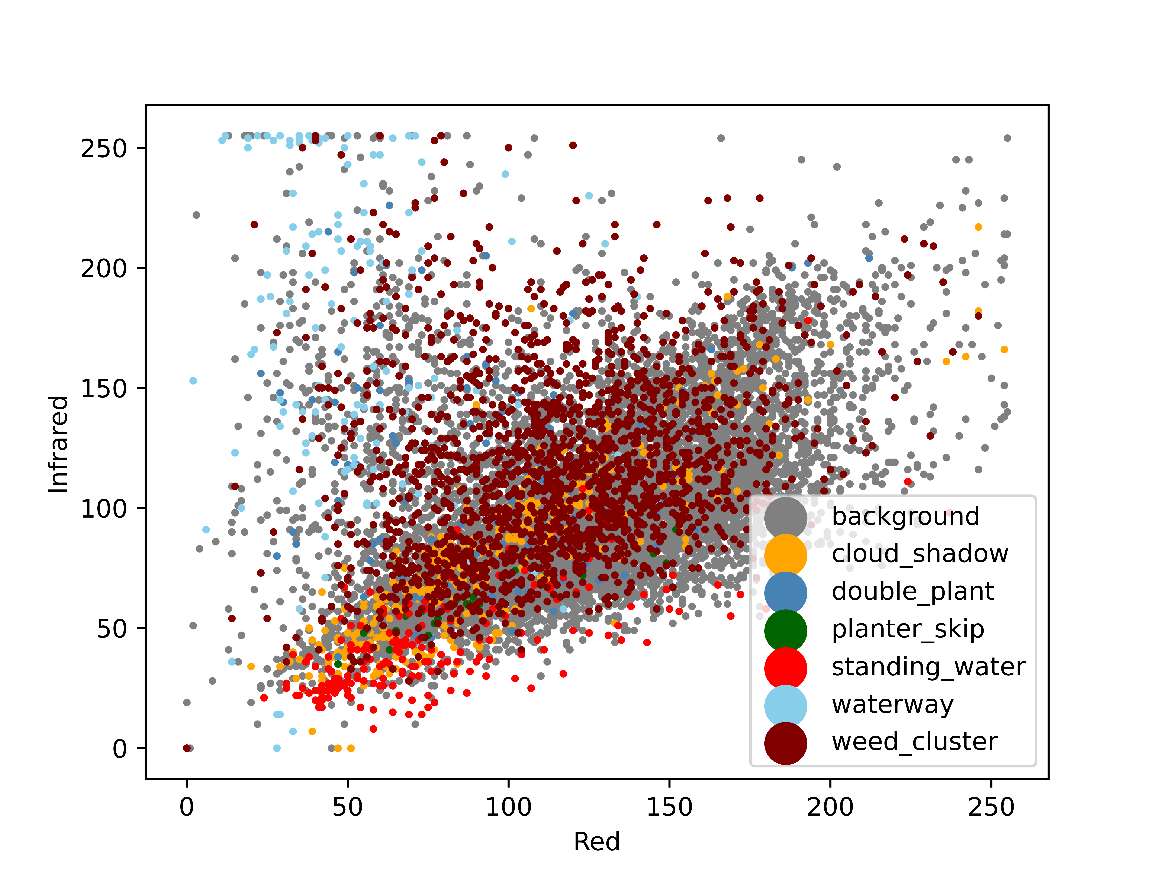 250
200
150
100
50
0
Infrared
0 50 100 150 200 250
Red
background
cloud_shadow
double_plant
planter_skip
standing_water
waterway
weed_cluster